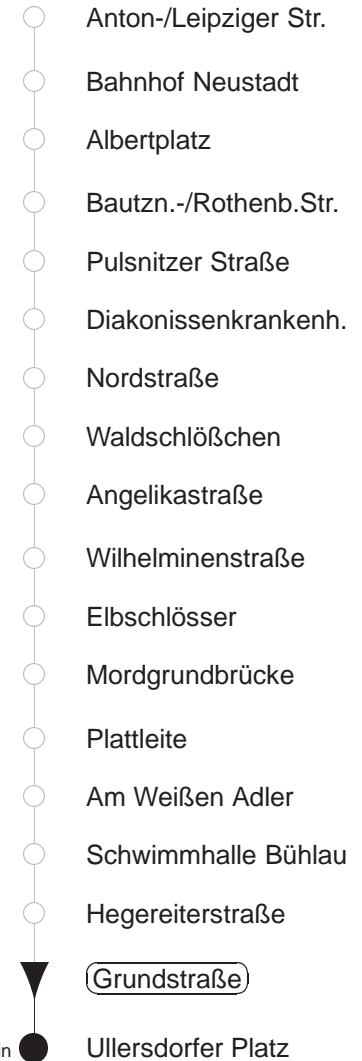 Anton-/Leipziger Str.
Bahnhof Neustadt
Albertplatz
Bautzn.-/Rothenb.Str.
Pulsnitzer Straße
Diakonissenkrankenh.
Nordstraße
Waldschlößchen
Angelikastraße
Wilhelminenstraße
Elbschlösser
Mordgrundbrücke
Plattleite
Am Weißen Adler
Schwimmhalle Bühlau
Hegereiterstraße
Grundstraße
Ullersdorfer Platz